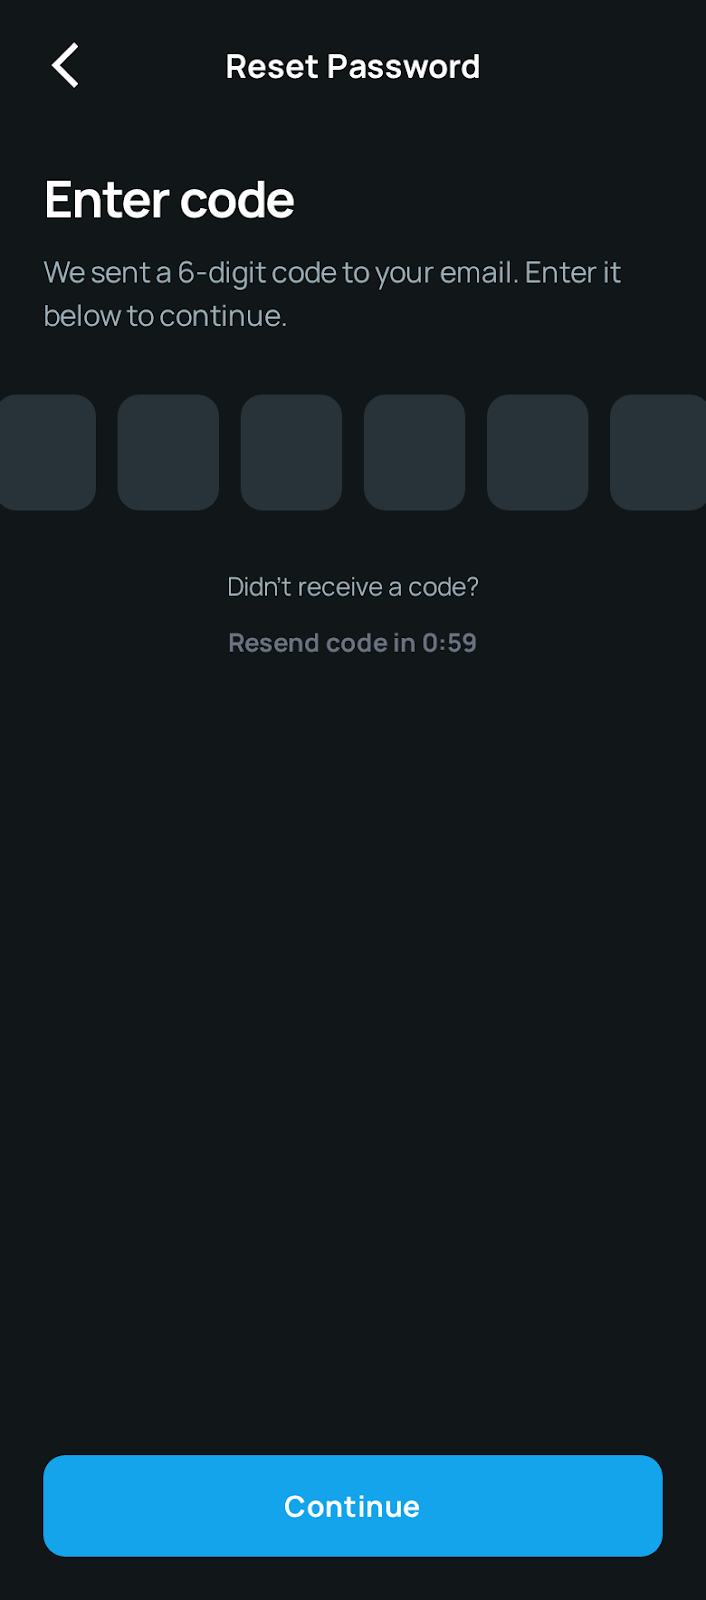 Reset Password
Enter code
We sent a 6-digit code to your email. Enter it
below to continue.
Didn't receive a code?
Resend code in 0:59
Continue